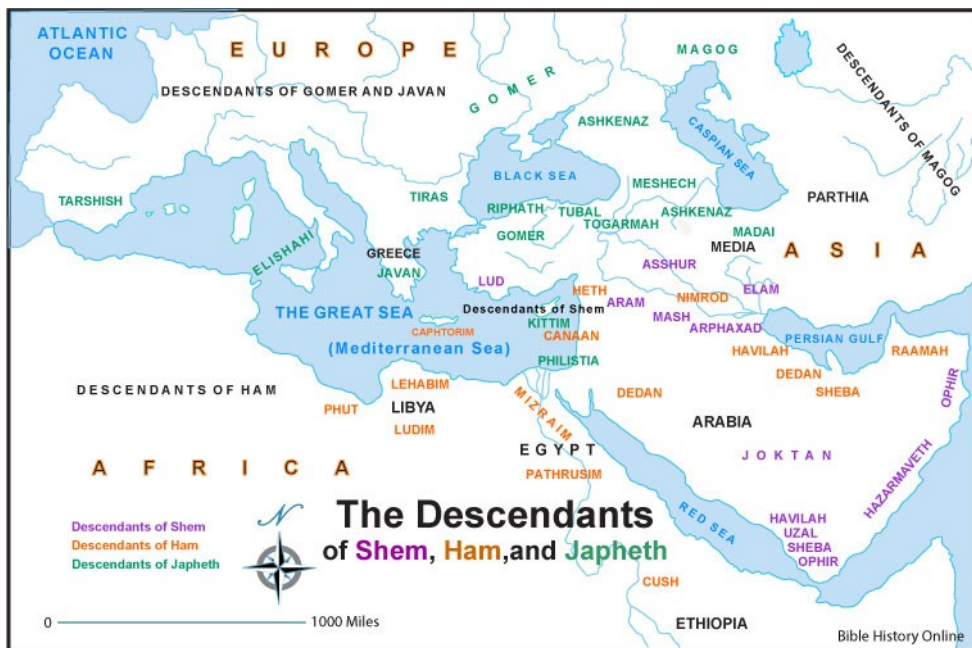 ATLANTIC
OCEAN
EUROPE
MAGOG
DESCENDANTS OF GOMER AND JAVAN
GOMER
DESCENDANTS OF MAGOG
ASHKENAZ
CASPIAN SEA
BLACK SEA
MESHECH
PARTHIA
TARSHISH
TIRAS
RIPHATH
TUBAL
ASHKENAZ
TOGARMAH
MADAI
GOMER
MEDIA
ASIA
ELISHAHI
GREECE
JAVAN
ASSHUR
LUD
HETH
ELAM
ARAM
NIMROD
THE GREAT SEA
Descendants of Shem
MASH
KITTIM
ARPHAXAD
CAPHTORIM
CANAAN
PERSIAN GULF
(Mediterranean Sea)
HAVILAH
RAAMAH
PHILISTIA
DEDAN
DESCENDANTS OF HAM
LEHABIM
DEDAN
SHEBA
OPHIR
PHUT
LIBYA
MIZRAIM
ARABIA
LUDIM
EGYPT
JOKTAN
AFRICA
PATHRUSIM
HAZARMAVETH
The Descendants
of Shem, Ham,and Japheth
Descendants of Shem
Descendants of Ham
Descendants of Japheth
N
RED SEA
HAVILAH
UZAL
SHEBA
OPHIR
CUSH
0 1000 Miles
ETHIOPIA
Bible History Online